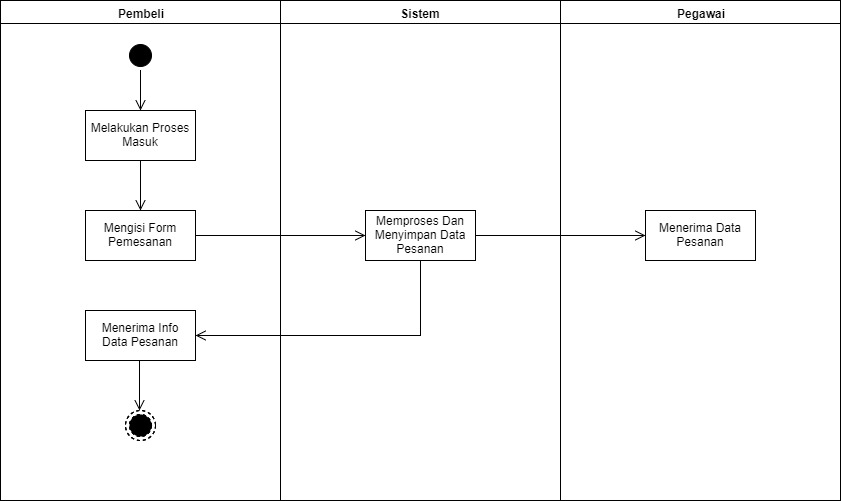 Pembeli
Sistem
Pegawai
Melakukan Proses
Masuk
Mengisi Form
Pemesanan
Memproses Dan
Menyimpan Data
Pesanan
Menerima Data
Pesanan
Menerima Info
Data Pesanan